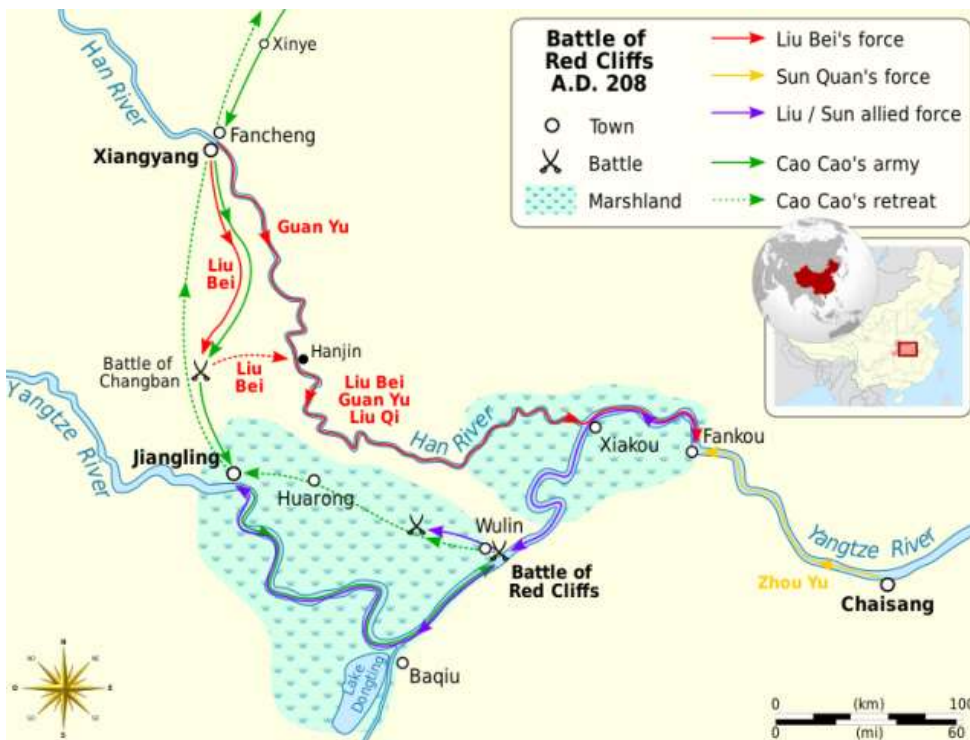 Han River
Xinye
Fancheng
Xiangyang
Guan Yu
Liu
Bei
Battle of
Changban
Liu
Bei
Hanjin
Liu Bei
Guan Yu
Liu Qi
Han River
Yangtze River
Jiangling
Huarong
Xiakou
Fankou
Wulin
Battle of
Red Cliffs
Yangtze River
Zhou Yu
Chaisang
Baqiu
Lake
Dongting
Battle of
Red Cliffs
A.D. 208
Town
Battle
Marshland
Liu Bei's force
Sun Quan's force
Liu / Sun allied force
Cao Cao's army
Cao Cao's retreat
0 (km) 100
0 (mi) 60